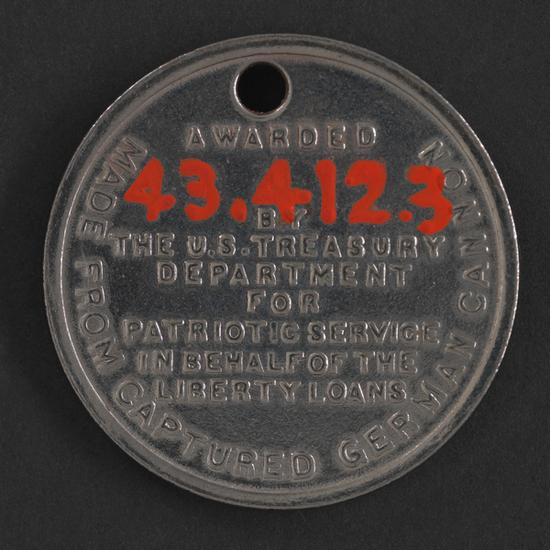 AWARDED
43.412.3
BY
THE U.S. TREASURY
DEPARTMENT
FOR
PATRIOTIC SERVICE
IN BEHALF OF THE
LIBERTY LOANS
MADE FROM CAPTURED GERMAN CANNON